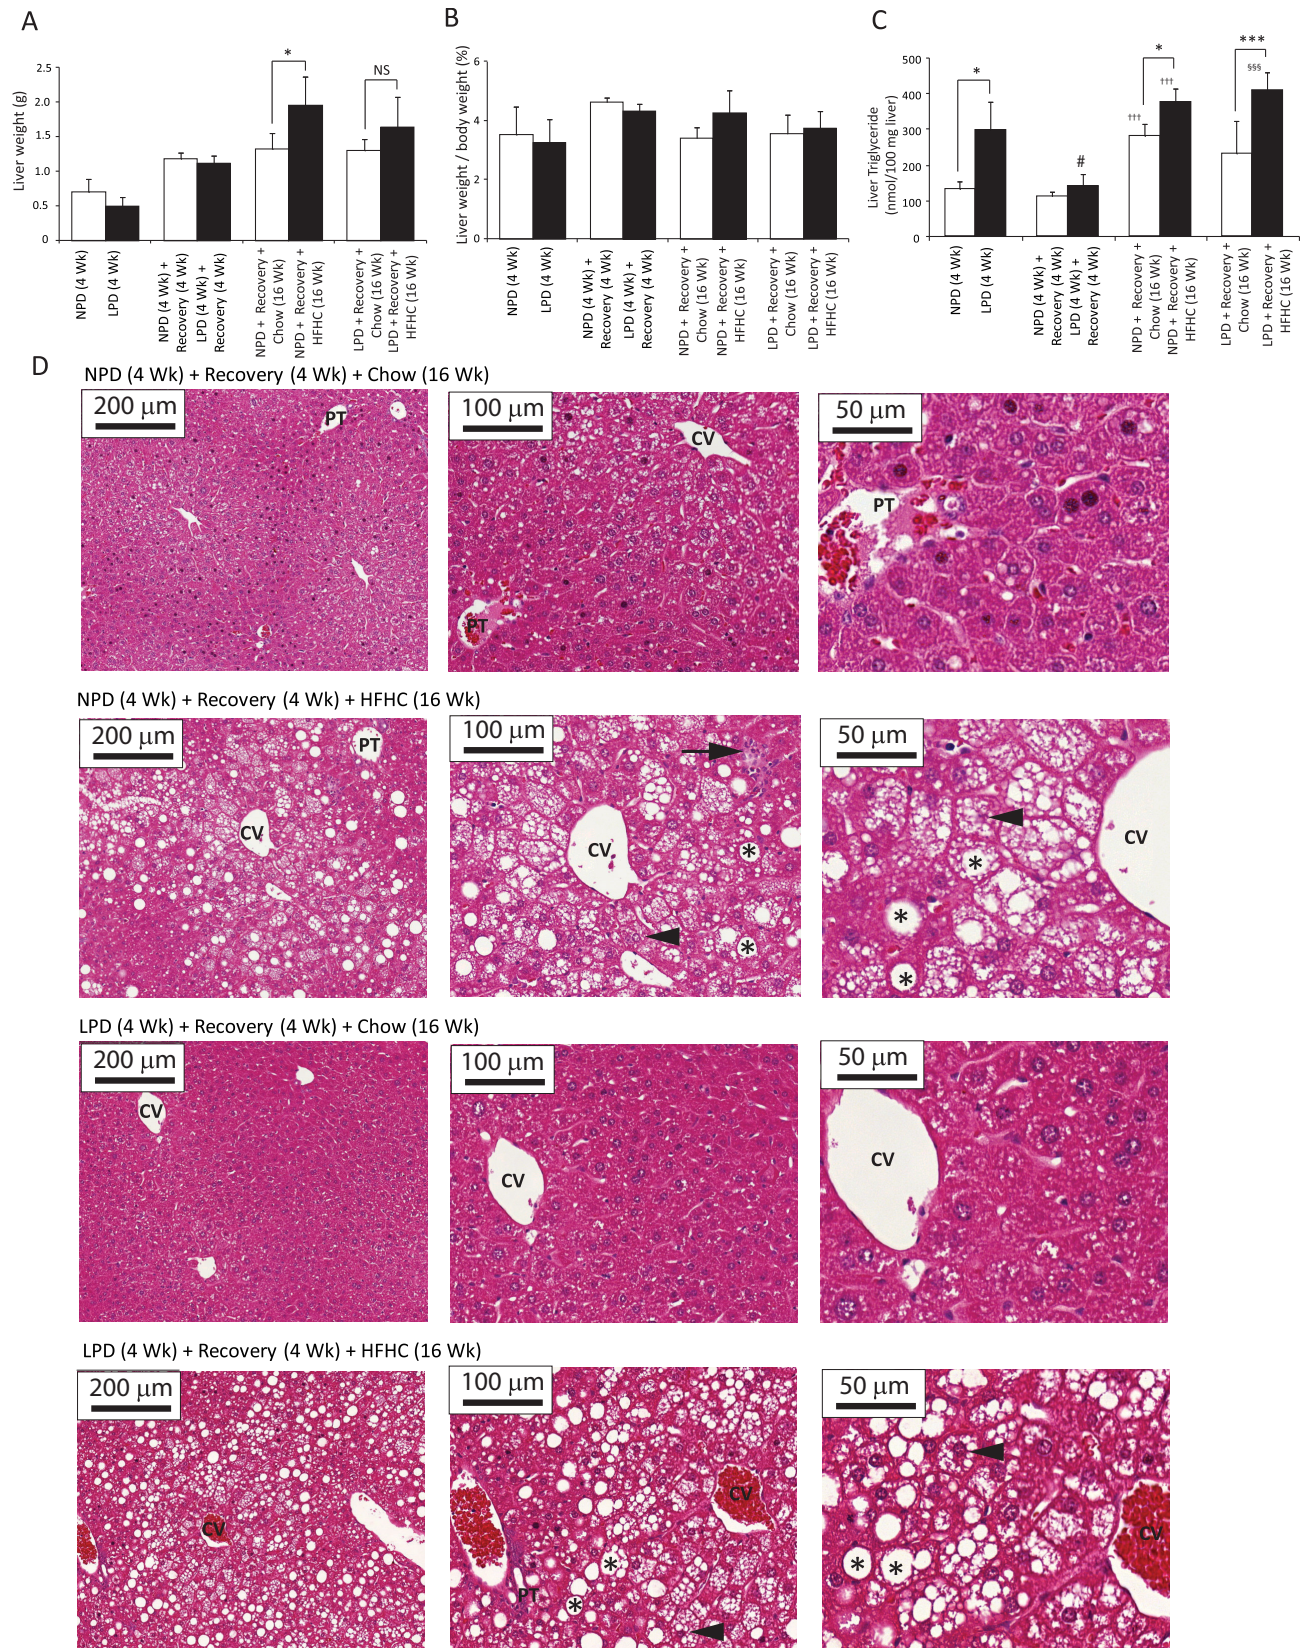 A
Liver weight (g)
2.5
2.0
1.5
1.0
0.5
0
*
NS
NPD (4 Wk)
LPD (4 Wk)
NPD (4 Wk) +
Recovery (4 Wk)
LPD (4 Wk) +
Recovery (4 Wk)
NPD + Recovery +
Chow (16 Wk)
NPD + Recovery +
HFHC (16 Wk)
LPD + Recovery +
Chow (16 Wk)
LPD + Recovery +
HFHC (16 Wk)
B
Liver weight / body weight (%)
6
4
2
0
NPD (4 Wk)
LPD (4 Wk)
NPD (4 Wk) +
Recovery (4 Wk)
LPD (4 Wk) +
Recovery (4 Wk)
NPD + Recovery +
Chow (16 Wk)
NPD + Recovery +
HFHC (16 Wk)
LPD + Recovery +
Chow (16 Wk)
LPD + Recovery +
HFHC (16 Wk)
C
Liver Triglyceride
(nmol/100 mg liver)
500
400
300
200
100
0
*
#
*
†††
†††
***
§§§
NPD (4 Wk)
LPD (4 Wk)
NPD (4 Wk) +
Recovery (4 Wk)
LPD (4 Wk) +
Recovery (4 Wk)
NPD + Recovery +
Chow (16 Wk)
NPD + Recovery +
HFHC (16 Wk)
LPD + Recovery +
Chow (16 Wk)
LPD + Recovery +
HFHC (16 Wk)
D
NPD (4 Wk) + Recovery (4 Wk) + Chow (16 Wk)
200 µm
PT
100 µm
CV
PT
50 µm
PT
NPD (4 Wk) + Recovery (4 Wk) + HFHC (16 Wk)
200 µm
PT
CV
100 µm
CV
*
*
50 µm
CV
*
*
*
LPD (4 Wk) + Recovery (4 Wk) + Chow (16 Wk)
200 µm
CV
100 µm
CV
50 µm
CV
LPD (4 Wk) + Recovery (4 Wk) + HFHC (16 Wk)
200 µm
CV
100 µm
CV
*
PT
*
50 µm
CV
*
*